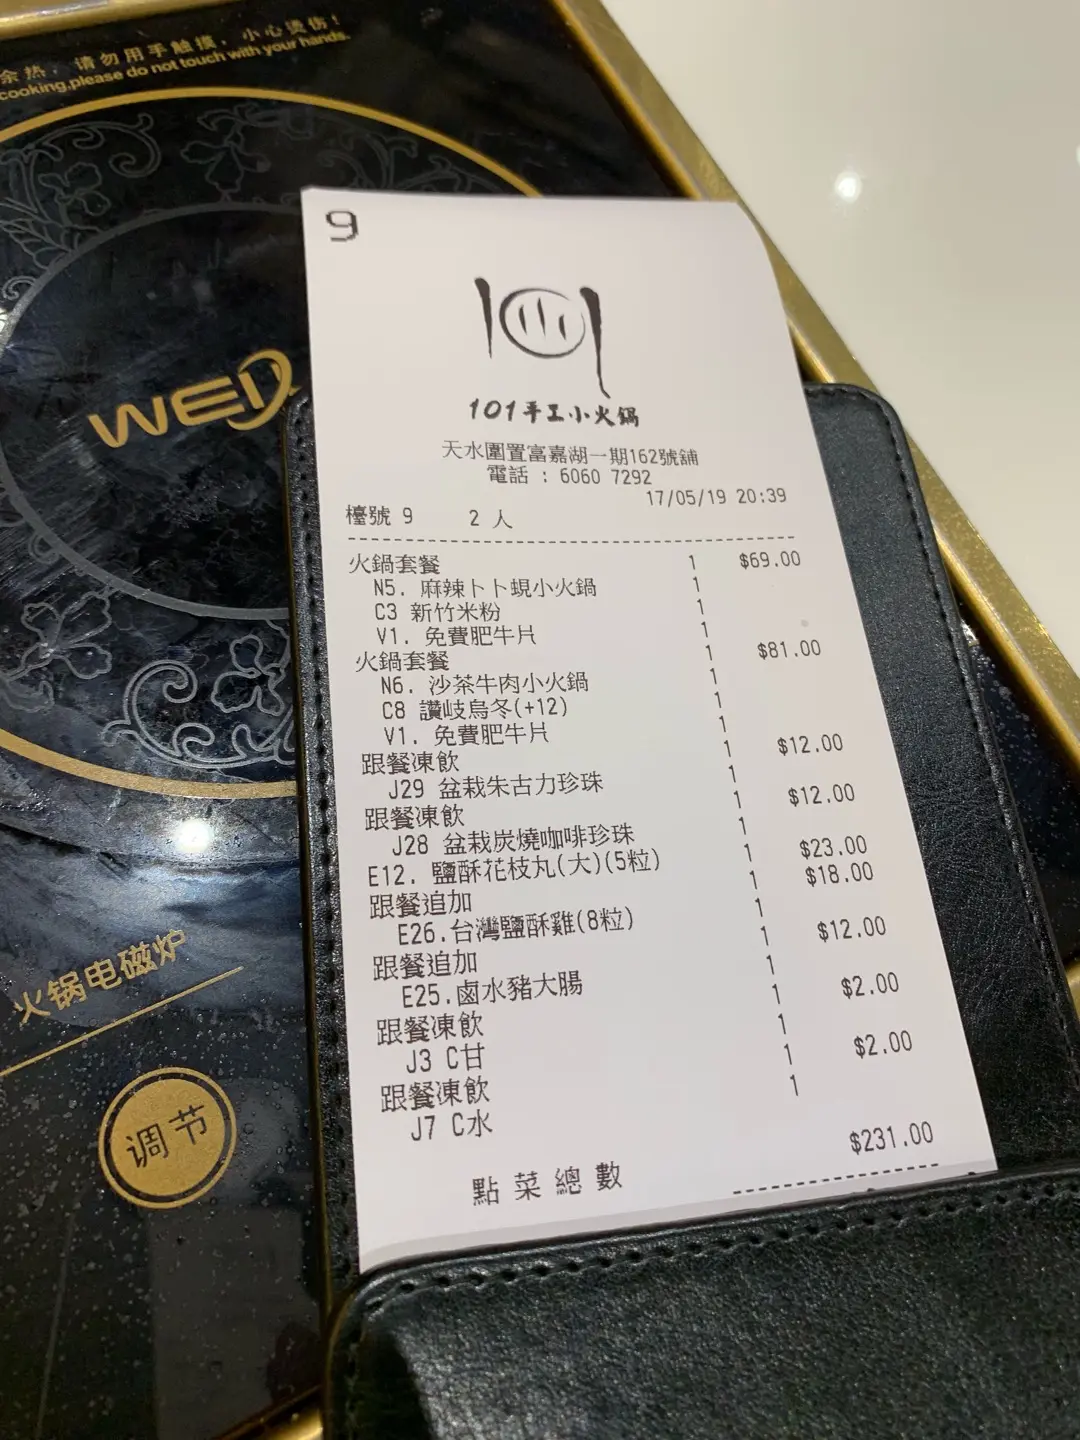 余热，请勿用手触摸，小心烫伤！
cooking,please do not touch with your hands.
WEI
火锅电磁炉
调节
9
101手工小火鍋
天水圍置富嘉湖一期162號舖
電話 : 6060 7292
17/05/19 20:39
檯號 9 2 人
火鍋套餐 1 $69.00
N5. 麻辣卜卜蜆小火鍋 1
C3 新竹米粉 1
V1. 免費肥牛片 1
火鍋套餐 1 $81.00
N6. 沙茶牛肉小火鍋 1
C8 讚岐烏冬(+12) 1
V1. 免費肥牛片 1
跟餐凍飲 1 $12.00
J29 盆栽朱古力珍珠 1
跟餐凍飲 1 $12.00
J28 盆栽炭燒咖啡珍珠 1
E12. 鹽酥花枝丸(大)(5粒) 1 $23.00
跟餐追加 1 $18.00
E26.台灣鹽酥雞(8粒) 1
跟餐追加 1 $12.00
E25.鹵水豬大腸 1
跟餐凍飲 1 $2.00
J3 C甘 1
跟餐凍飲 1 $2.00
J7 C水 1
點菜總數 $231.00